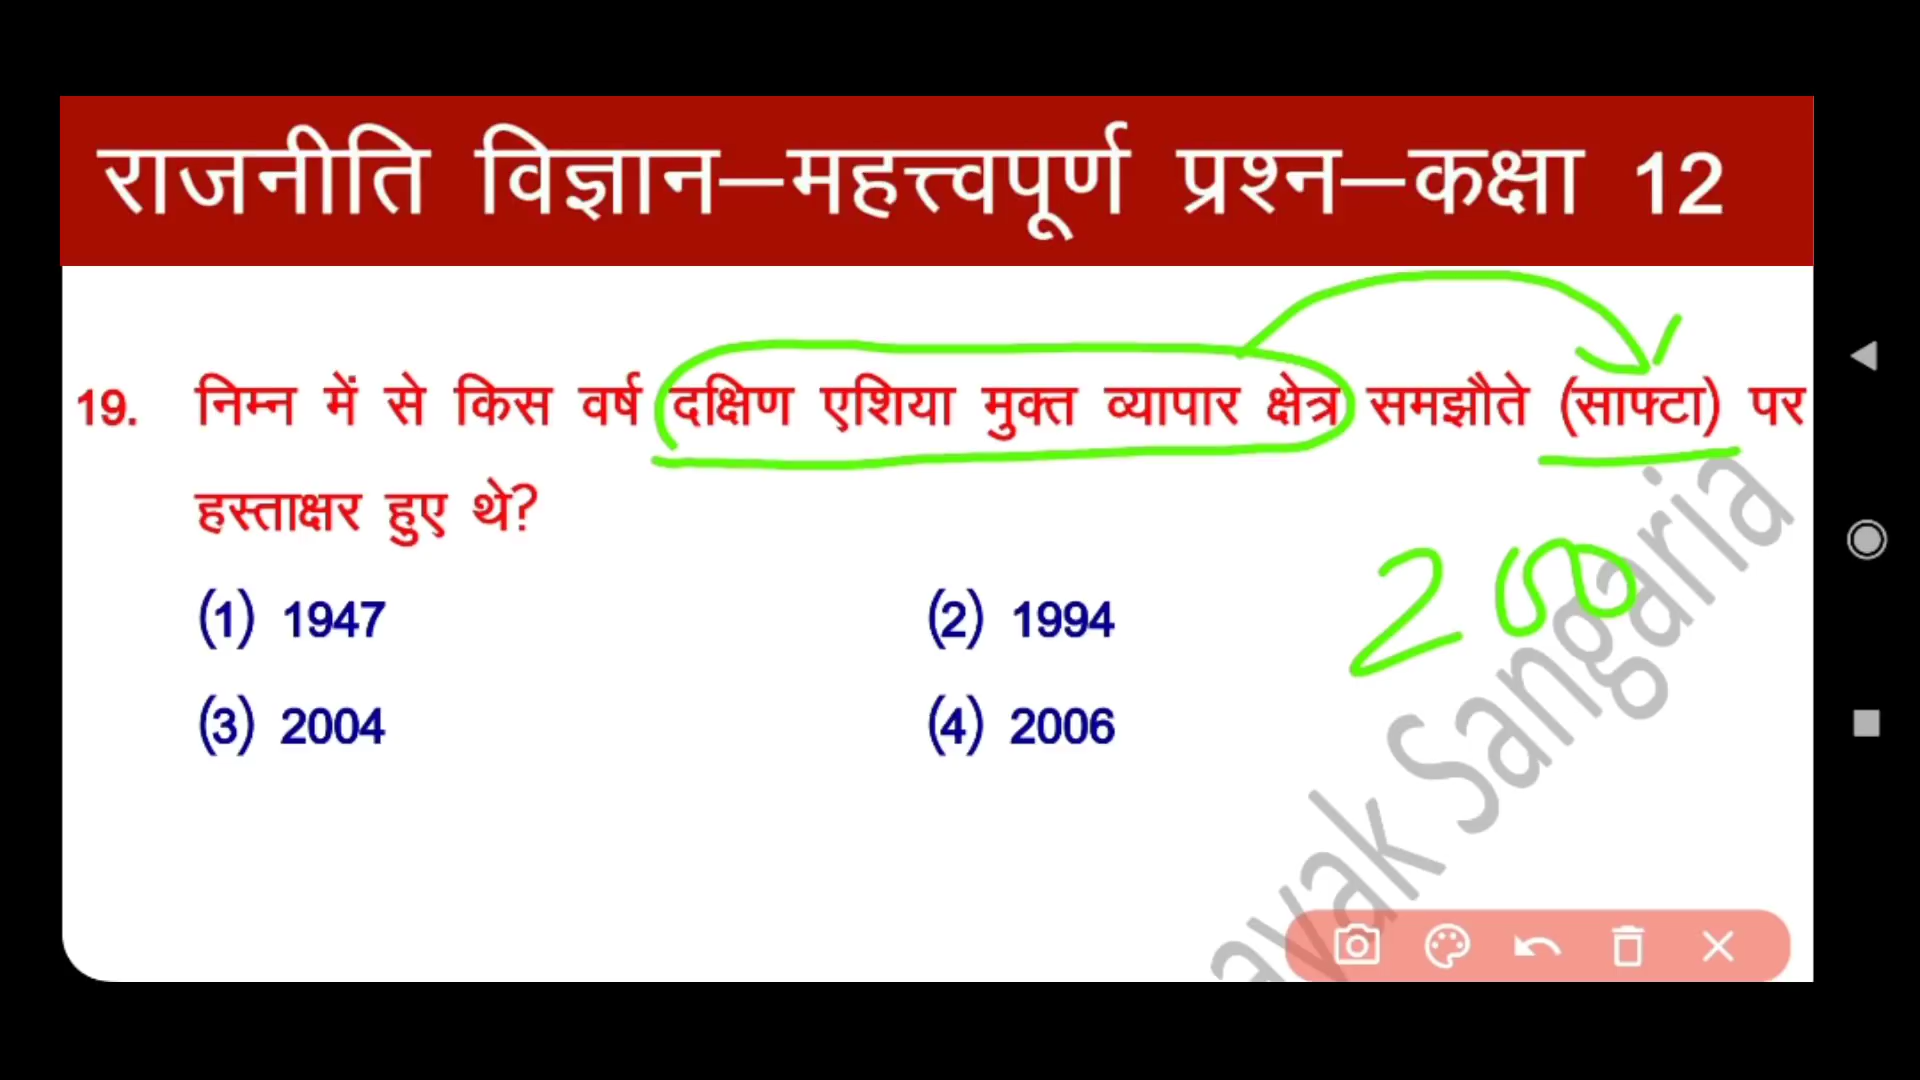 राजनीति विज्ञान–महत्त्वपूर्ण प्रश्न–कक्षा 12
19. निम्न में से किस वर्ष दक्षिण एशिया मुक्त व्यापार क्षेत्र समझौते (साफ्टा) पर
हस्ताक्षर हुए थे?
200
(1) 1947 (2) 1994
(3) 2004 (4) 2006
Sangaria